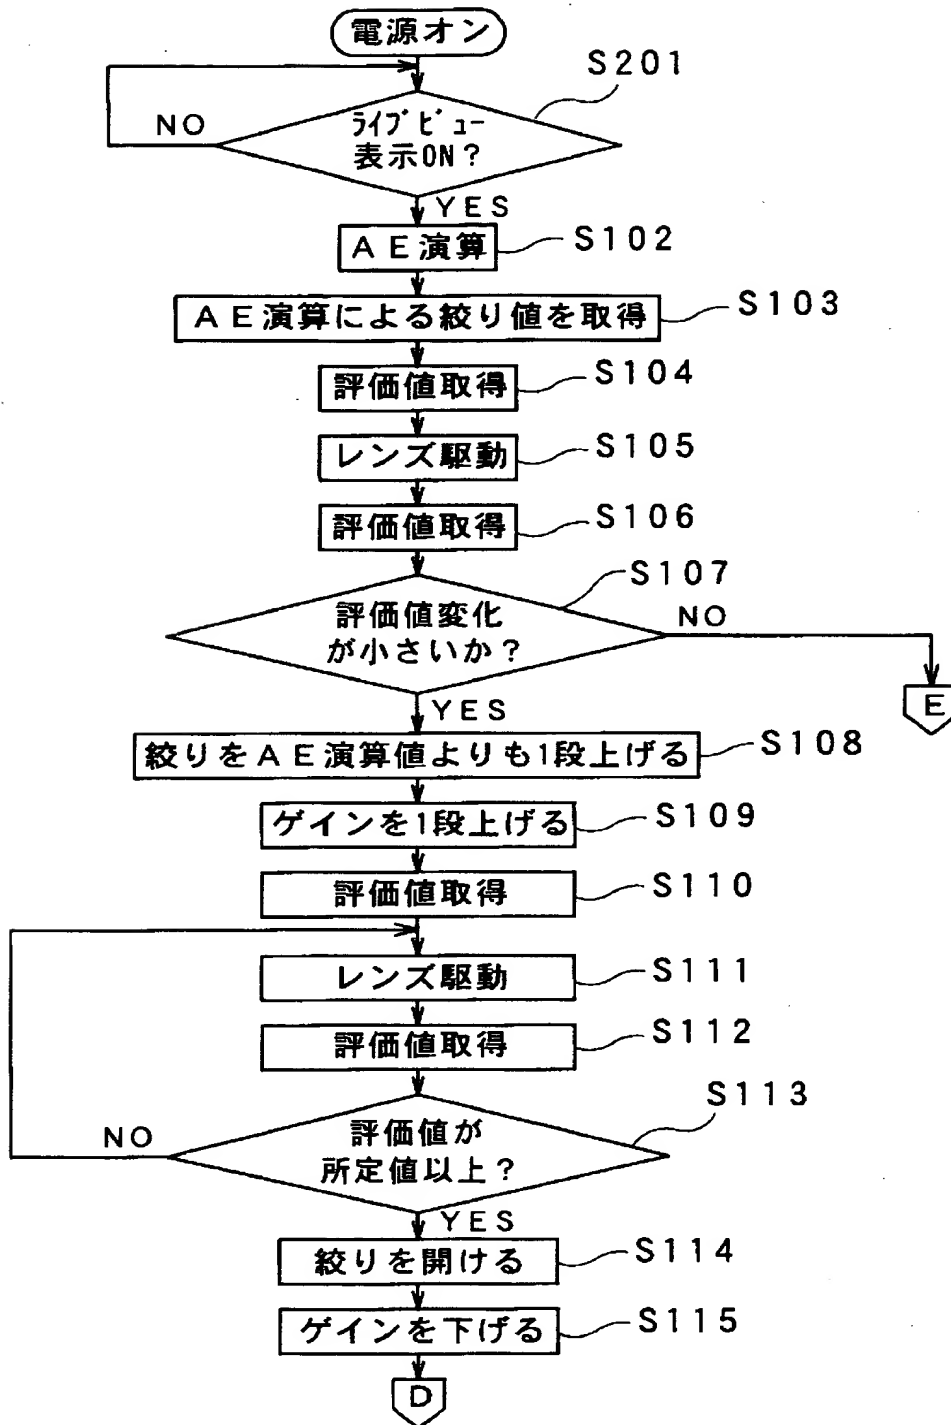 電源オン
S201
NO
ライブビュー
表示ON?
YES
AE演算
S102
AE演算による絞り値を取得
S103
評価値取得
S104
レンズ駆動
S105
評価値取得
S106
S107
評価値変化
が小さいか?
NO
E
YES
絞りをAE演算値よりも1段上げる
S108
ゲインを1段上げる
S109
評価値取得
S110
レンズ駆動
S111
評価値取得
S112
S113
NO
評価値が
所定値以上?
YES
絞りを開ける
S114
ゲインを下げる
S115
D